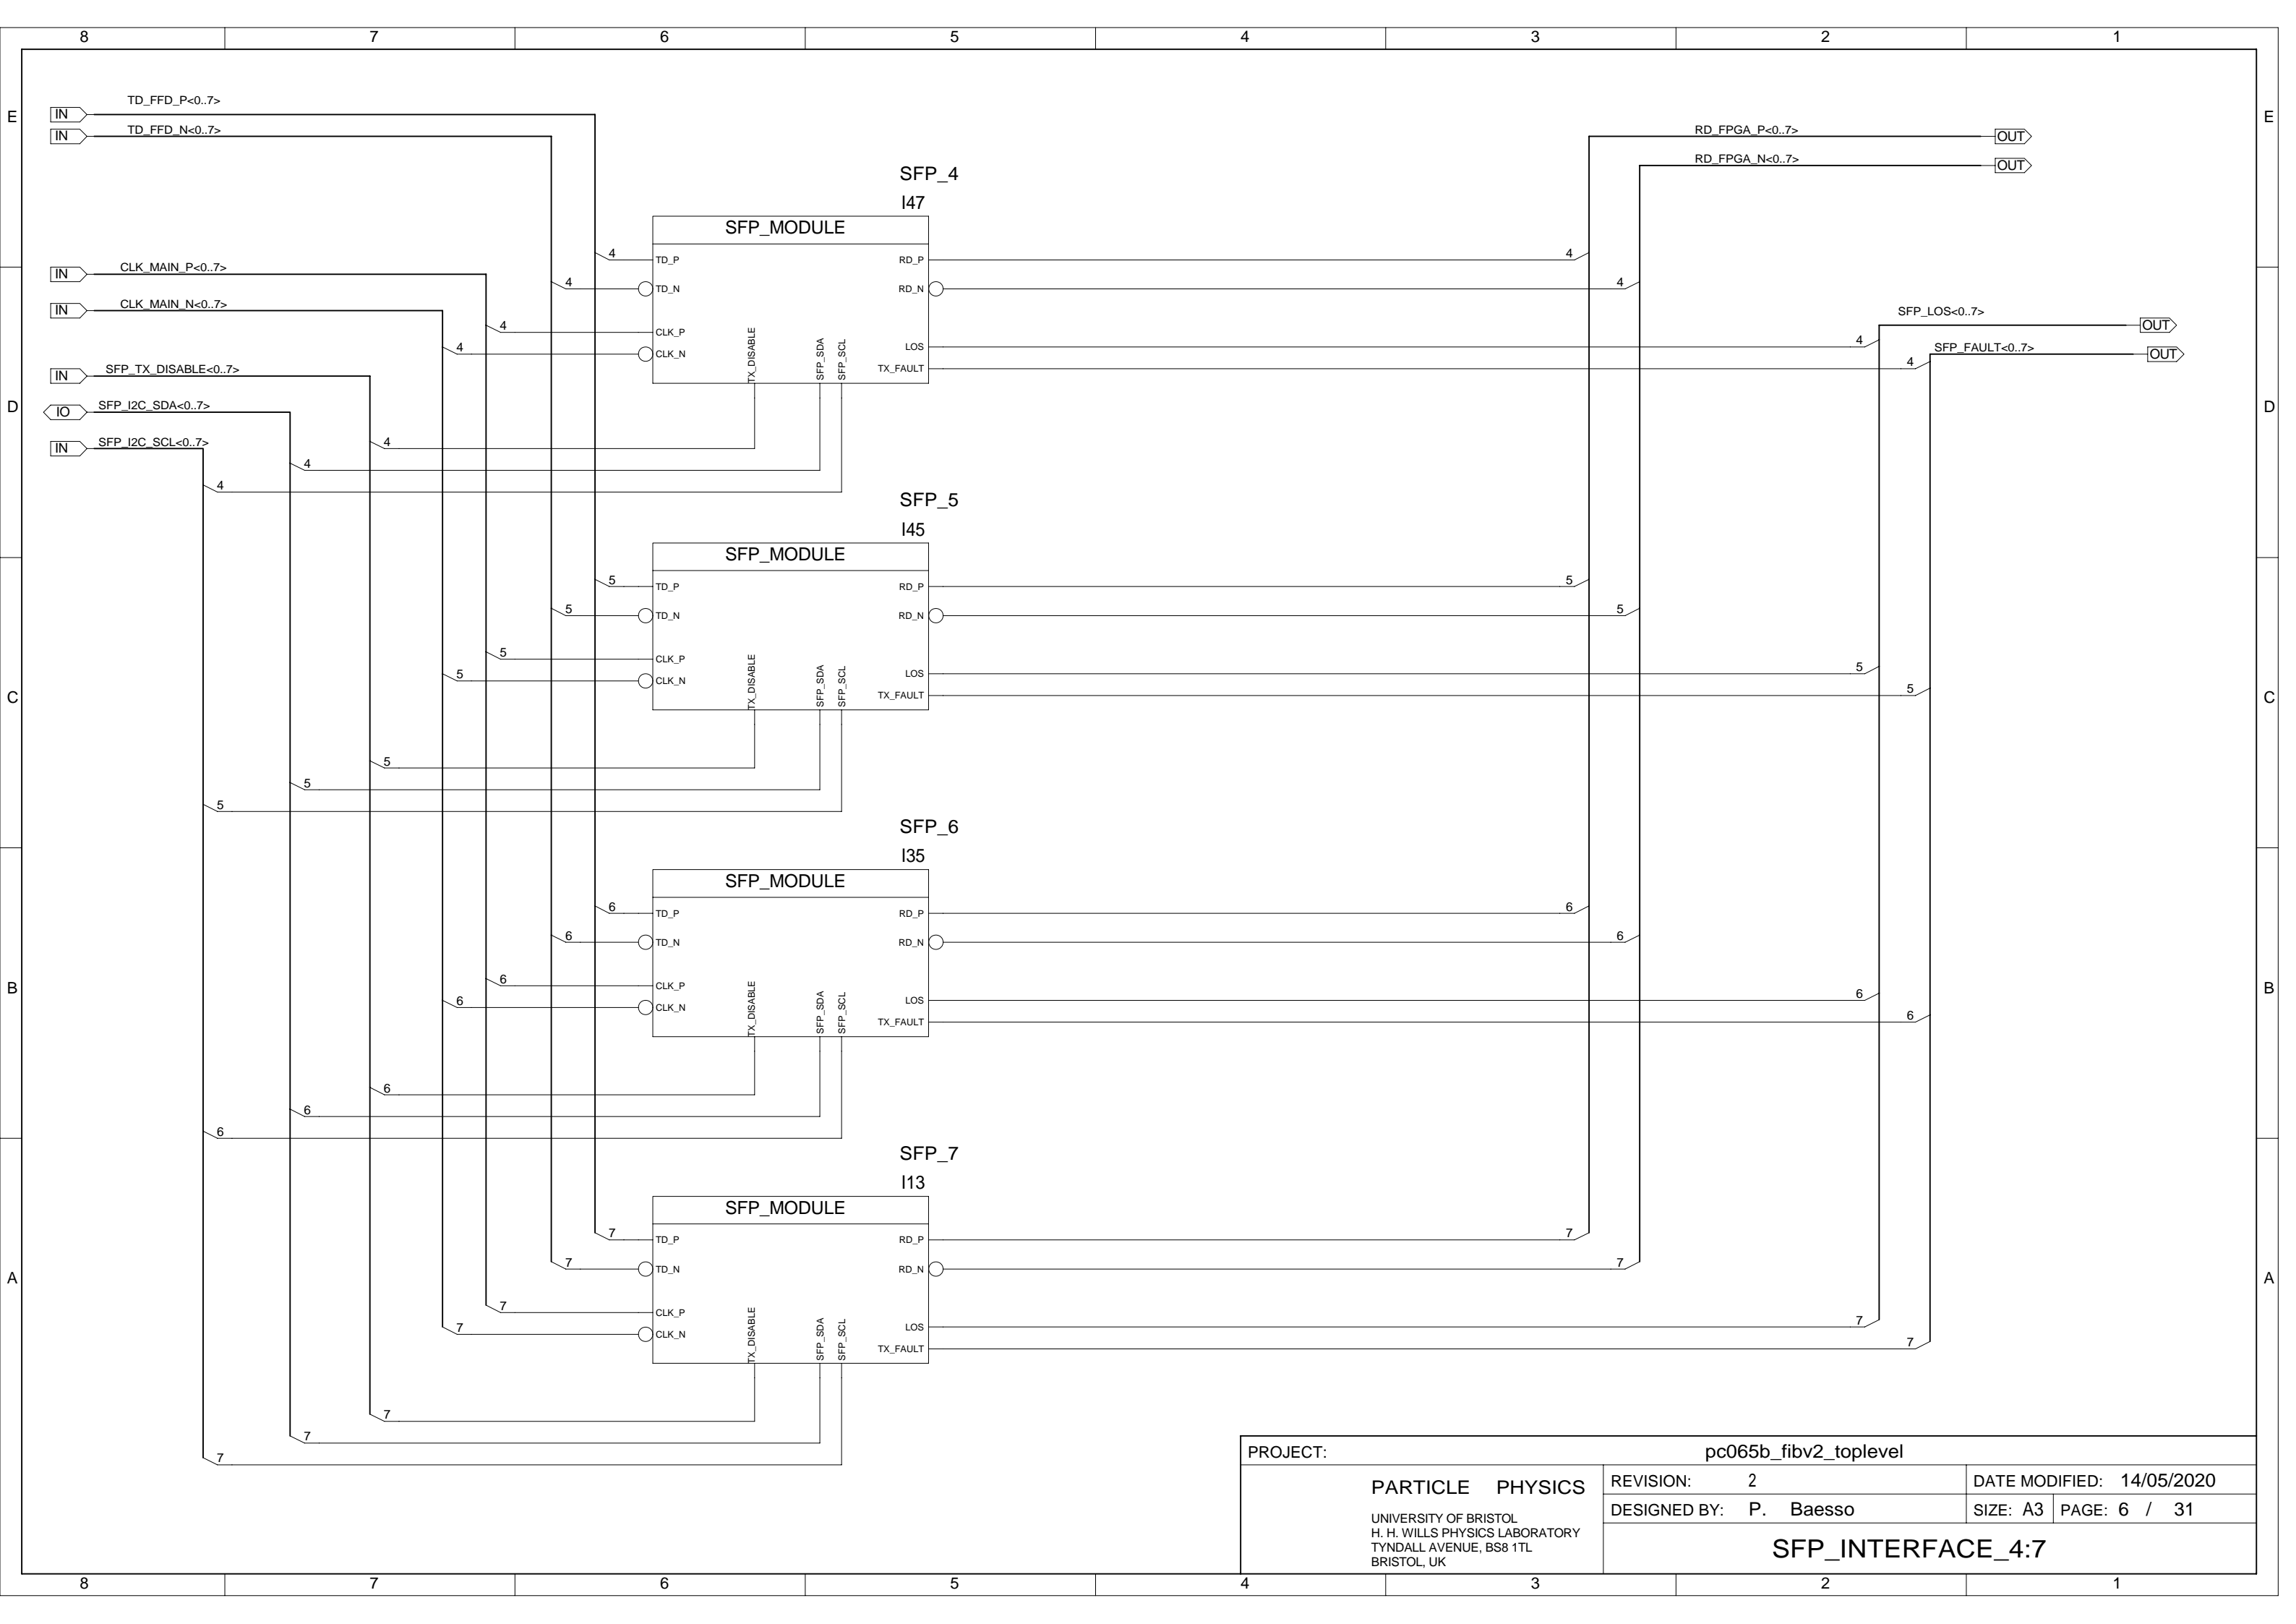 8 7 6 5 4 3 2 1
E E
D D
C C
B B
A A
IN TD_FFD_P<0..7>
IN TD_FFD_N<0..7>
IN CLK_MAIN_P<0..7>
IN CLK_MAIN_N<0..7>
IN SFP_TX_DISABLE<0..7>
IO SFP_I2C_SDA<0..7>
IN SFP_I2C_SCL<0..7>
RD_FPGA_P<0..7> OUT
RD_FPGA_N<0..7> OUT
SFP_LOS<0..7> OUT
SFP_FAULT<0..7> OUT
SFP_4
I47
SFP_MODULE
4 TD_P RD_P 4
4 TD_N RD_N 4
4 CLK_P
4 CLK_N
LOS 4
TX_FAULT 4
TX_DISABLE
SFP_SDA
SFP_SCL
4
4
4
SFP_5
I45
SFP_MODULE
5 TD_P RD_P 5
5 TD_N RD_N 5
5 CLK_P
5 CLK_N
LOS 5
TX_FAULT 5
TX_DISABLE
SFP_SDA
SFP_SCL
5
5
5
SFP_6
I35
SFP_MODULE
6 TD_P RD_P 6
6 TD_N RD_N 6
6 CLK_P
6 CLK_N
LOS 6
TX_FAULT 6
TX_DISABLE
SFP_SDA
SFP_SCL
6
6
6
SFP_7
I13
SFP_MODULE
7 TD_P RD_P 7
7 TD_N RD_N 7
7 CLK_P
7 CLK_N
LOS 7
TX_FAULT 7
TX_DISABLE
SFP_SDA
SFP_SCL
7
7
7
PROJECT: pc065b_fibv2_toplevel
PARTICLE PHYSICS
UNIVERSITY OF BRISTOL
H. H. WILLS PHYSICS LABORATORY
TYNDALL AVENUE, BS8 1TL
BRISTOL, UK
REVISION: 2
DATE MODIFIED: 14/05/2020
DESIGNED BY: P. Baesso
SIZE: A3 PAGE: 6 / 31
SFP_INTERFACE_4:7
8 7 6 5 4 3 2 1